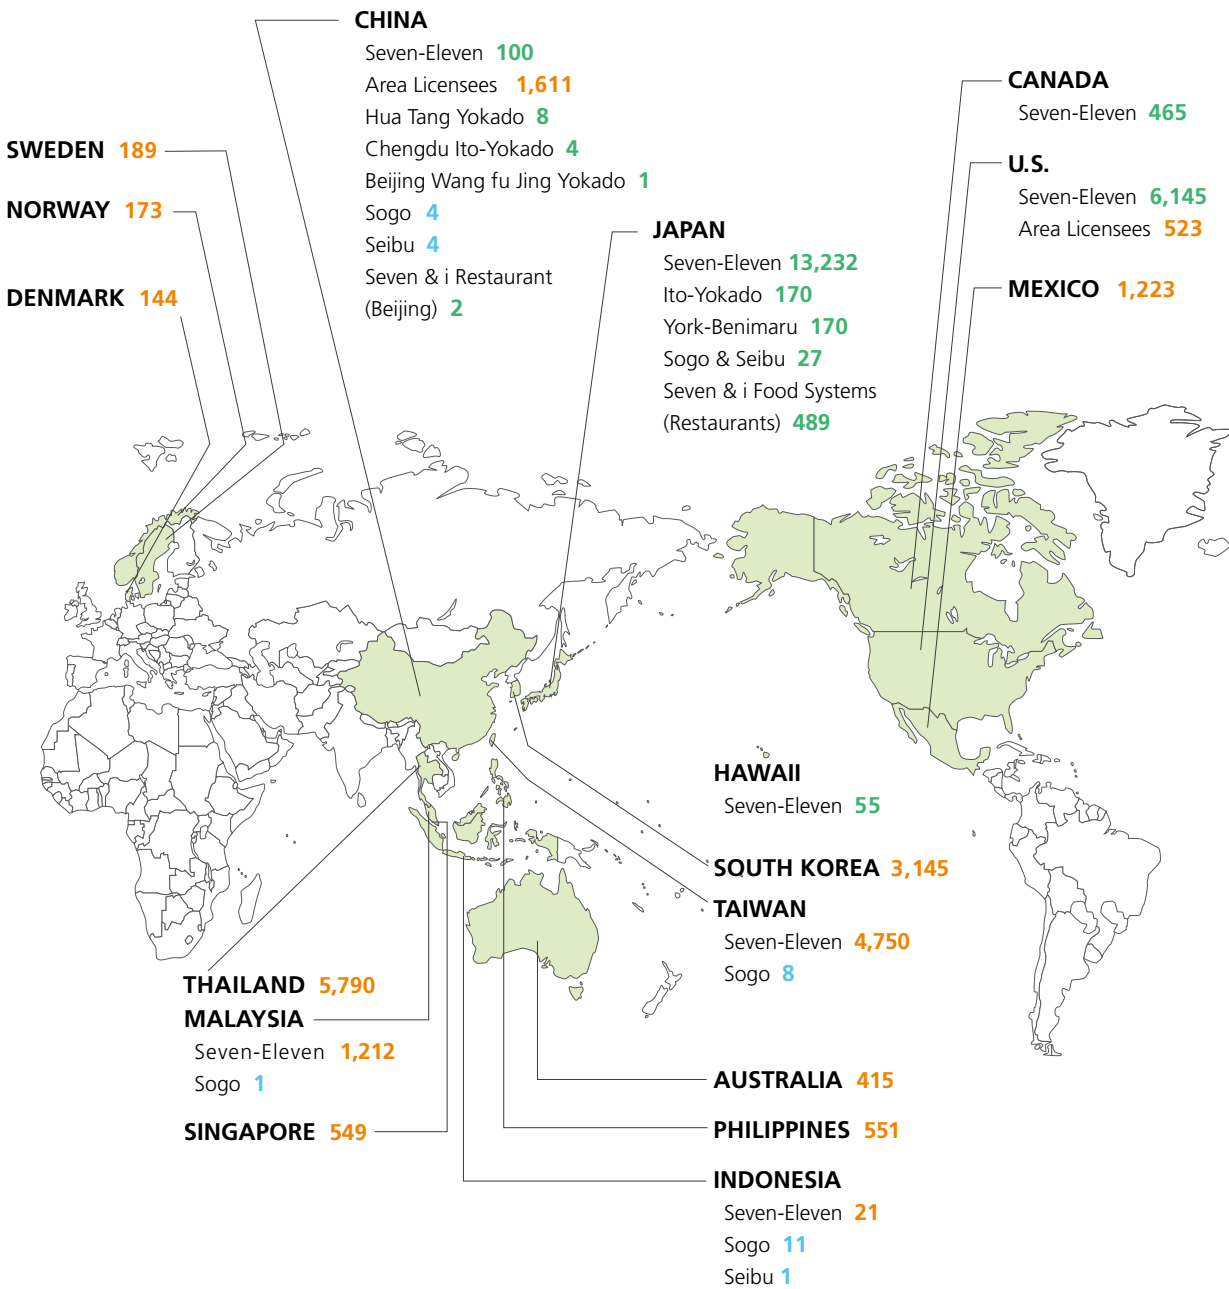 CHINA
Seven-Eleven 100
Area Licensees 1,611
Hua Tang Yokado 8
Chengdu Ito-Yokado 4
Beijing Wang fu Jing Yokado 1
Sogo 4
Seibu 4
Seven & i Restaurant
(Beijing) 2
SWEDEN 189
NORWAY 173
DENMARK 144
JAPAN
Seven-Eleven 13,232
Ito-Yokado 170
York-Benimaru 170
Sogo & Seibu 27
Seven & i Food Systems
(Restaurants) 489
CANADA
Seven-Eleven 465
U.S.
Seven-Eleven 6,145
Area Licensees 523
MEXICO 1,223
HAWAII
Seven-Eleven 55
SOUTH KOREA 3,145
TAIWAN
Seven-Eleven 4,750
Sogo 8
THAILAND 5,790
MALAYSIA
Seven-Eleven 1,212
Sogo 1
SINGAPORE 549
AUSTRALIA 415
PHILIPPINES 551
INDONESIA
Seven-Eleven 21
Sogo 11
Seibu 1